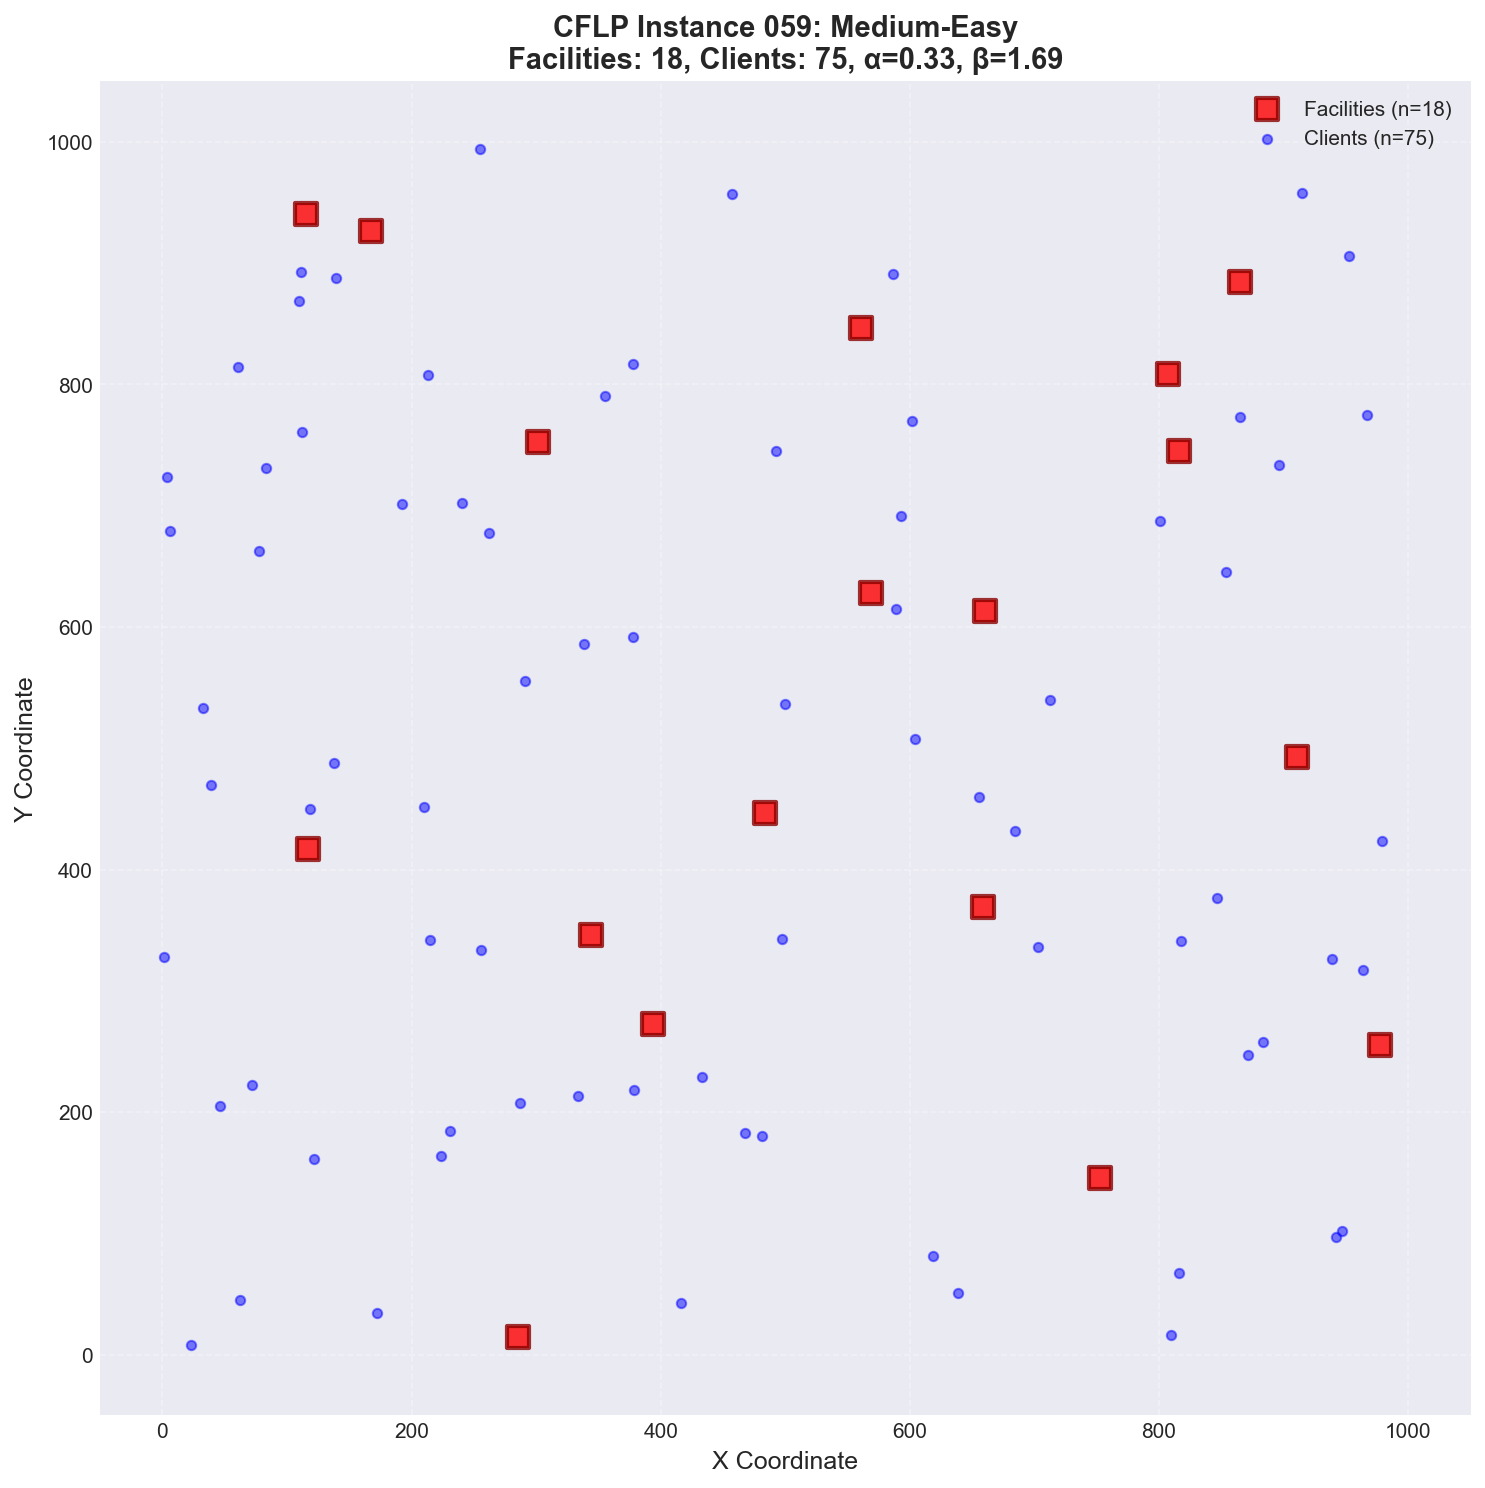 CFLP Instance 059: Medium-Easy
Facilities: 18, Clients: 75, α=0.33, β=1.69
Facilities (n=18)
Clients (n=75)
1000
800
600
400
200
0
Y Coordinate
0 200 400 600 800 1000
X Coordinate